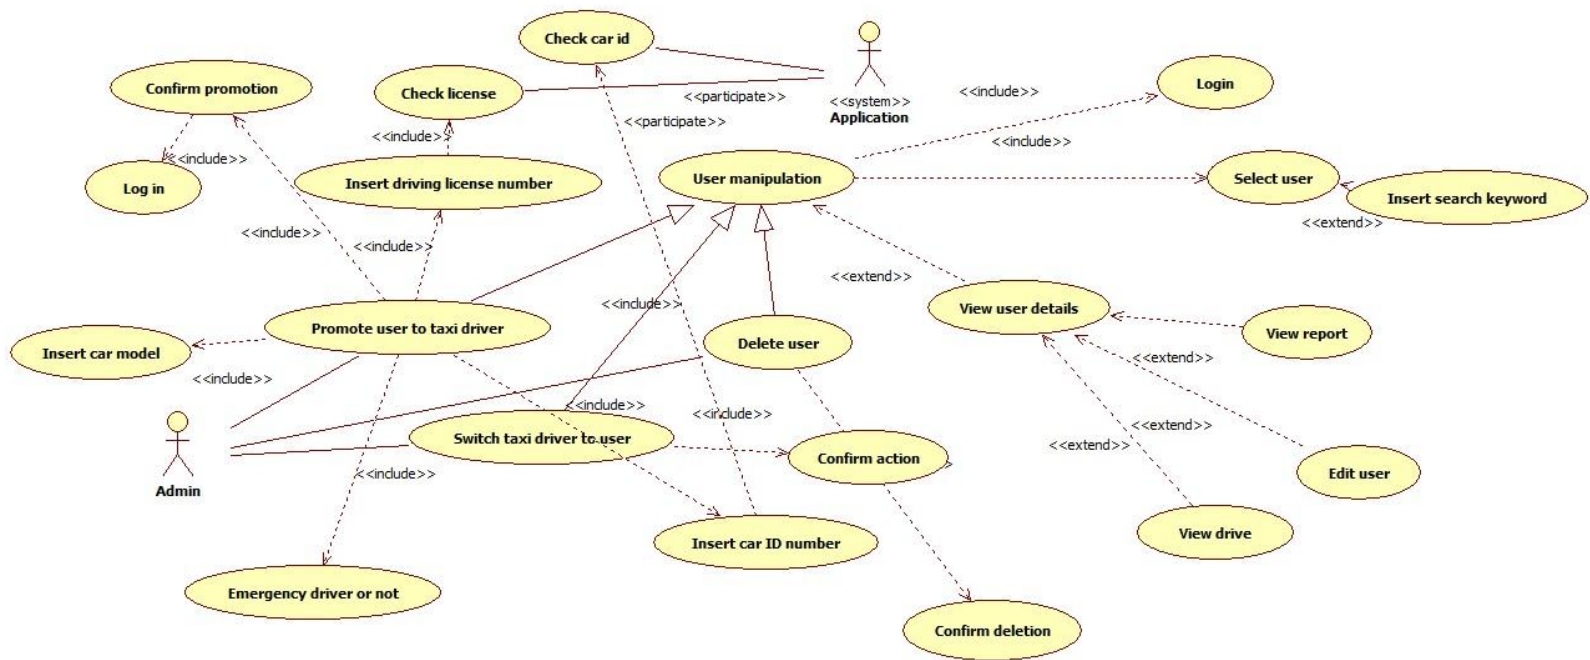 Check car id
Confirm promotion
Check license
<<participate>>
<<system>>
Application
<<participate>>
<<include>>
Login
<<include>>
<<include>>
<<include>>
Log in
Insert driving license number
User manipulation
Select user
Insert search keyword
<<extend>>
<<include>>
<<include>>
<<extend>>
<<include>>
Promote user to taxi driver
View user details
View report
Insert car model
Delete user
<<include>>
<<extend>>
<<include>>
<<include>>
<<extend>>
Switch taxi driver to user
<<extend>>
Confirm action
<<include>>
Edit user
Admin
View drive
Insert car ID number
Emergency driver or not
Confirm deletion